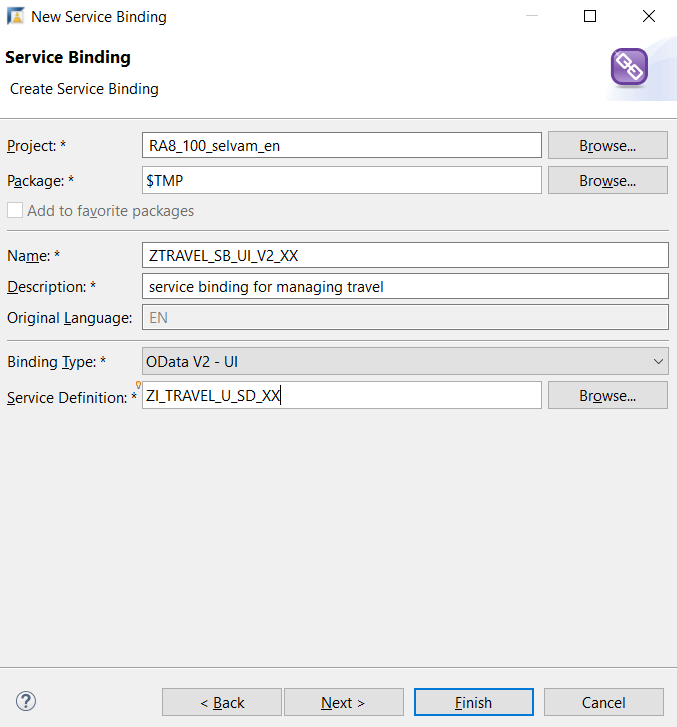 New Service Binding
Service Binding
Create Service Binding
Project: * RA8_100_selvam_en Browse...
Package: * $TMP Browse...
Add to favorite packages
Name: * ZTRAVEL_SB_UI_V2_XX
Description: * service binding for managing travel
Original Language: EN
Binding Type: * OData V2 - UI
Service Definition: * ZI_TRAVEL_U_SD_XX Browse...
? < Back Next > Finish Cancel